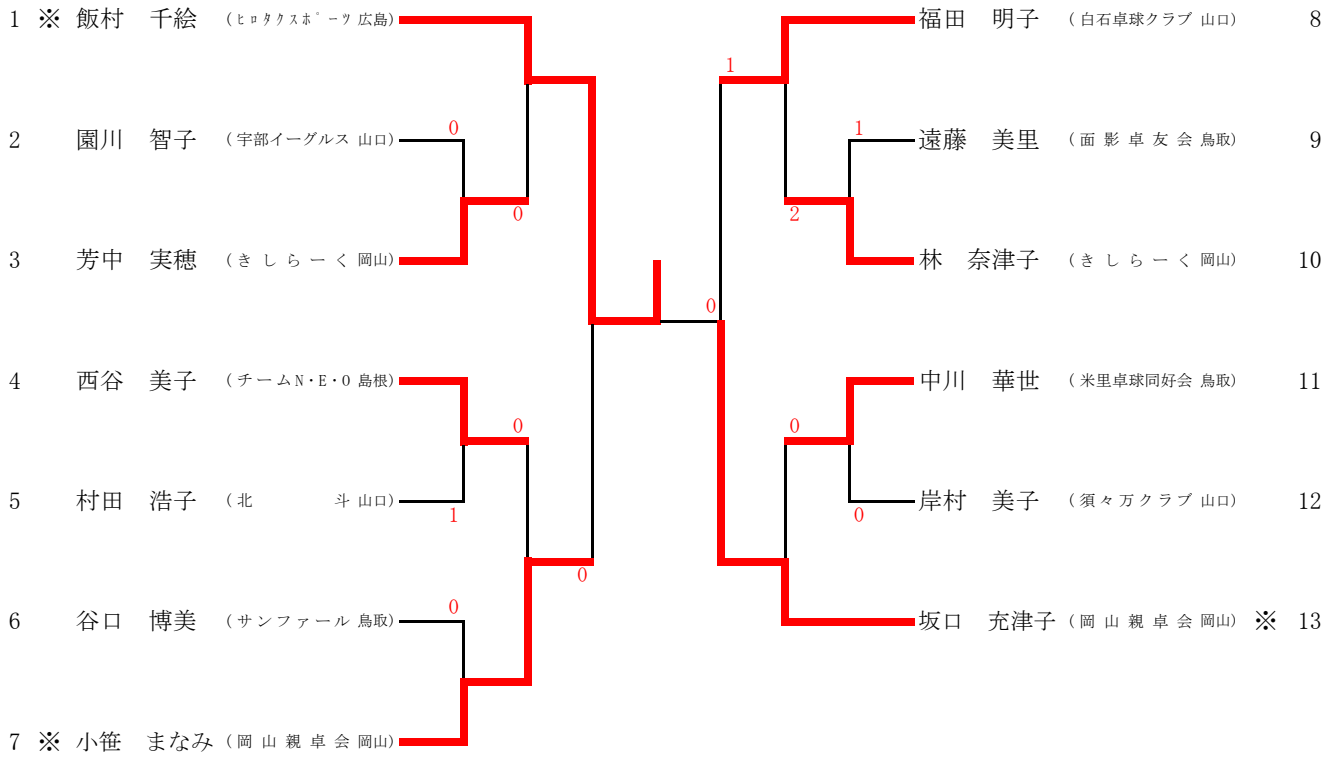 1 ※ 飯村 千絵 (ﾋﾛﾀｸｽﾎﾟｰﾂ 広島)
0
2 園川 智子 (宇部イーグルス 山口)
0
3 芳中 実穂 (きしらーく 岡山)
4 西谷 美子 (チームN・E・O 島根)
0
5 村田 浩子 (北 斗 山口)
1
0
6 谷口 博美 (サンファール 鳥取)
0
7 ※ 小笹 まなみ (岡山親卓会 岡山)
福田 明子 (白石卓球クラブ 山口) 8
1
1
遠藤 美里 (面影卓友会 鳥取) 9
2
林 奈津子 (きしらーく 岡山) 10
0
中川 華世 (米里卓球同好会 鳥取) 11
0
岸村 美子 (須々万クラブ 山口) 12
0
坂口 充津子 (岡山親卓会 岡山) ※ 13